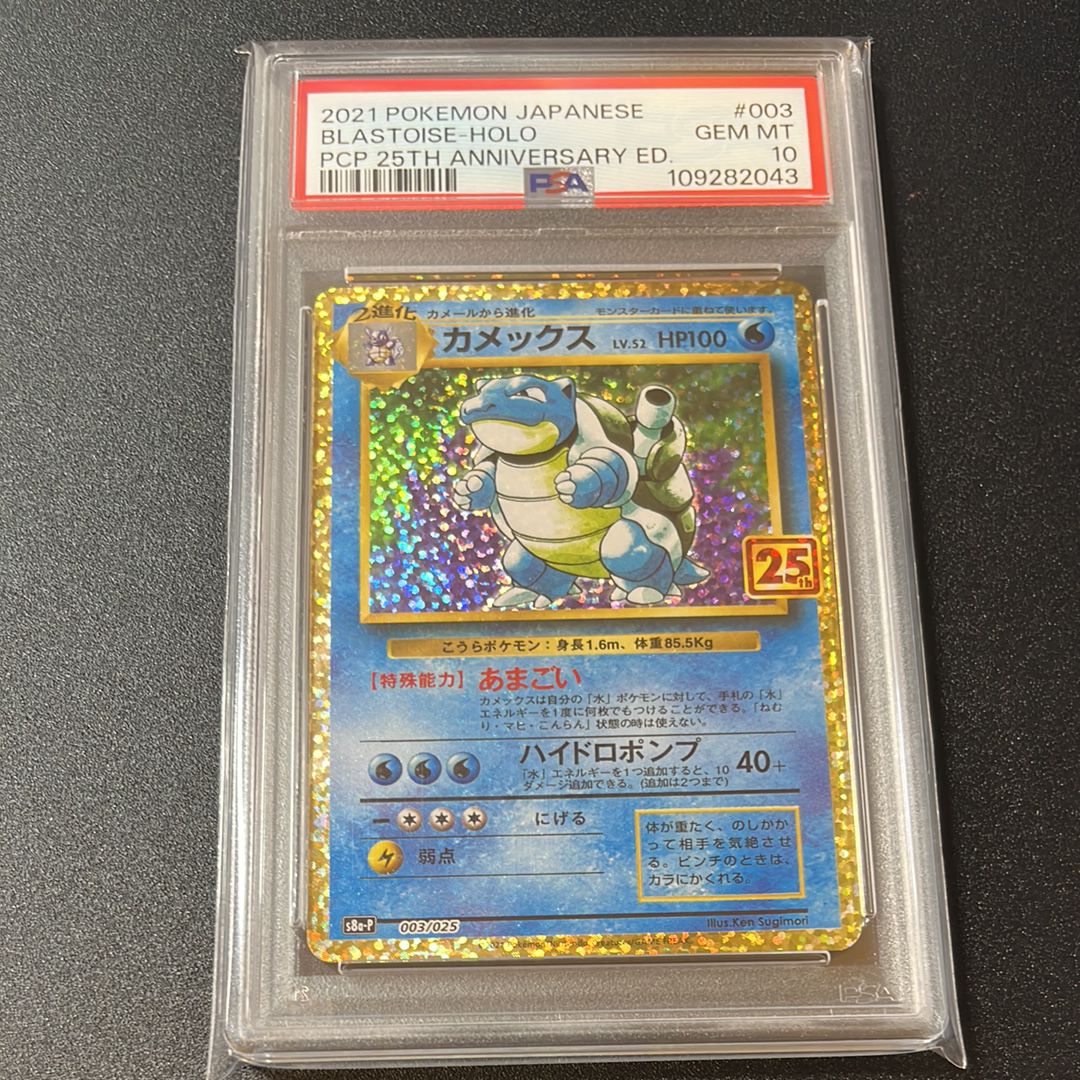 2021 POKEMON JAPANESE #003
BLASTOISE-HOLO GEM MT
PCP 25TH ANNIVERSARY ED. 10
PSA 109282043
2進化 カメールから進化 モンスターカードに重ねて使います。
カメックス LV.52 HP100
25th
こうらポケモン：身長1.6m、体重85.5Kg
【特殊能力】 あまごい
カメックスは自分の「水」ポケモンに対して、手札の「水」
エネルギーを1度に何枚でもつけることができる。「ねむ
り・マヒ・こんらん」状態の時は使えない。
ハイドロポンプ 40+
「水」エネルギーを1つ追加すると、10
ダメージ追加できる。(追加は2つまで)
にげる
弱点
体が重たく、のしかか
って相手を気絶させ
る。ピンチのときは、
カラにかくれる。
Illus.Ken Sugimori
s8a-P 003/025
PSA